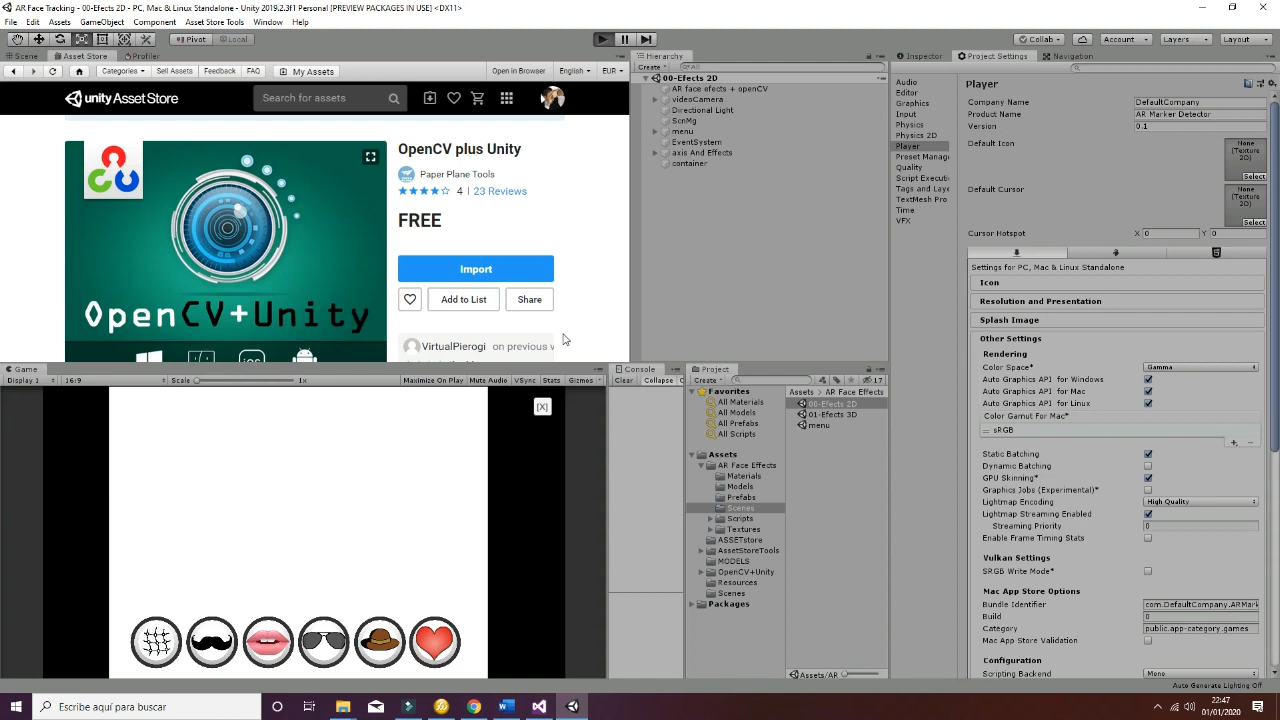 AR Face Tracking - 00-Efects 2D - PC, Mac & Linux Standalone - Unity 2019.2.3f1 Personal [PREVIEW PACKAGES IN USE] <DX11>
File Edit Assets GameObject Component Asset Store Tools Window Help
Pivot Local Collab Account Layers Layout
Scene Asset Store Profiler
Hierarchy
Inspector Project Settings Navigation
Categories Sell Assets Feedback FAQ My Assets Open in Browser English EUR
unity Asset Store Search for assets
OpenCV plus Unity
Paper Plane Tools
4 | 23 Reviews
FREE
Import
Add to List Share
VirtualPierogi on previous v
OpenCV+Unity
iOS
Create All
00-Efects 2D
AR face efects + openCV
videoCamera
Directional Light
ScnMg
menu
EventSystem
axis And Effects
container
Audio
Editor
Graphics
Input
Physics
Physics 2D
Player
Preset Manag
Quality
Script Executi
Tags and Laye
TextMesh Pro
Time
VFX
Player
Company Name DefaultCompany
Product Name AR Marker Detector
Version 0.1
Default Icon None (Texture 2D) Select
Default Cursor None (Texture 2D) Select
Cursor Hotspot X 0 Y 0
Settings for PC, Mac & Linux Standalone
Icon
Resolution and Presentation
Splash Image
Other Settings
Rendering
Color Space* Gamma
Auto Graphics API for Windows
Auto Graphics API for Mac
Auto Graphics API for Linux
Color Gamut For Mac*
sRGB
Static Batching
Dynamic Batching
GPU Skinning*
Graphics Jobs (Experimental)*
Lightmap Encoding High Quality
Lightmap Streaming Enabled
Streaming Priority 0
Enable Frame Timing Stats
Vulkan Settings
SRGB Write Mode*
Mac App Store Options
Bundle Identifier com.DefaultCompany.ARMark
Build 0
Category public.app-category.games
Mac App Store Validation
Configuration
Scripting Backend Mono
Game
Display 1 16:9 Scale 1x Maximize On Play Mute Audio VSync Stats Gizmos
[X]
Console
Clear Collapse C
Project
Create 17
Favorites
All Materials
All Models
All Prefabs
All Scripts
Assets
AR Face Effects
Materials
Models
Prefabs
Scenes
Scripts
Textures
ASSETstore
AssetStoreTools
MODELS
OpenCV+Unity
Resources
Scenes
Packages
Assets AR Face Effects
00-Efects 2D
01-Efects 3D
menu
Assets/AR
Auto Generate Lighting Off
Escribe aquí para buscar
22:47
01/01/2020